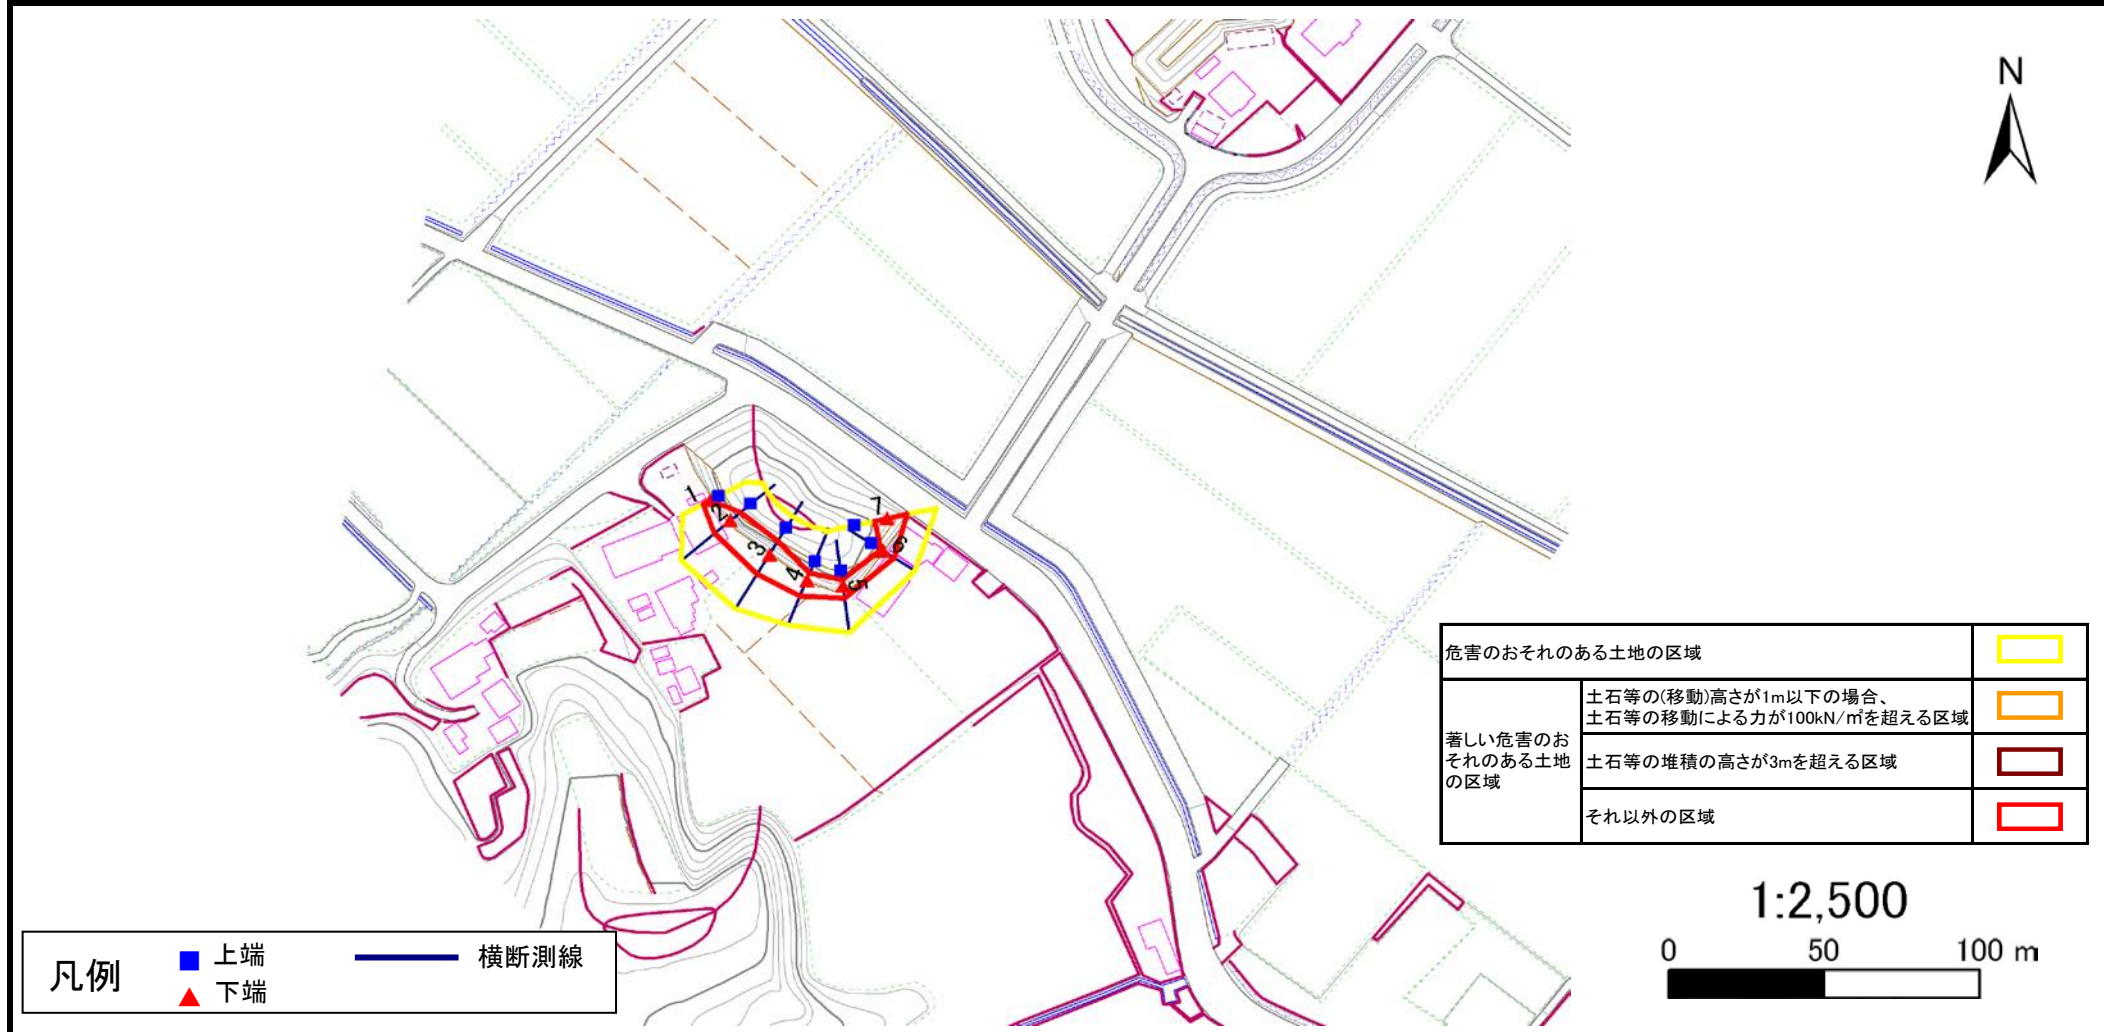 N
1
2
3
4
5
6
7
危害のおそれのある土地の区域
著しい危害のお
それのある土地
の区域
土石等の(移動)高さが1m以下の場合、
土石等の移動による力が100kN/㎡を超える区域
土石等の堆積の高さが3mを超える区域
それ以外の区域
1:2,500
0 50 100 m
凡例
上端
下端
横断測線